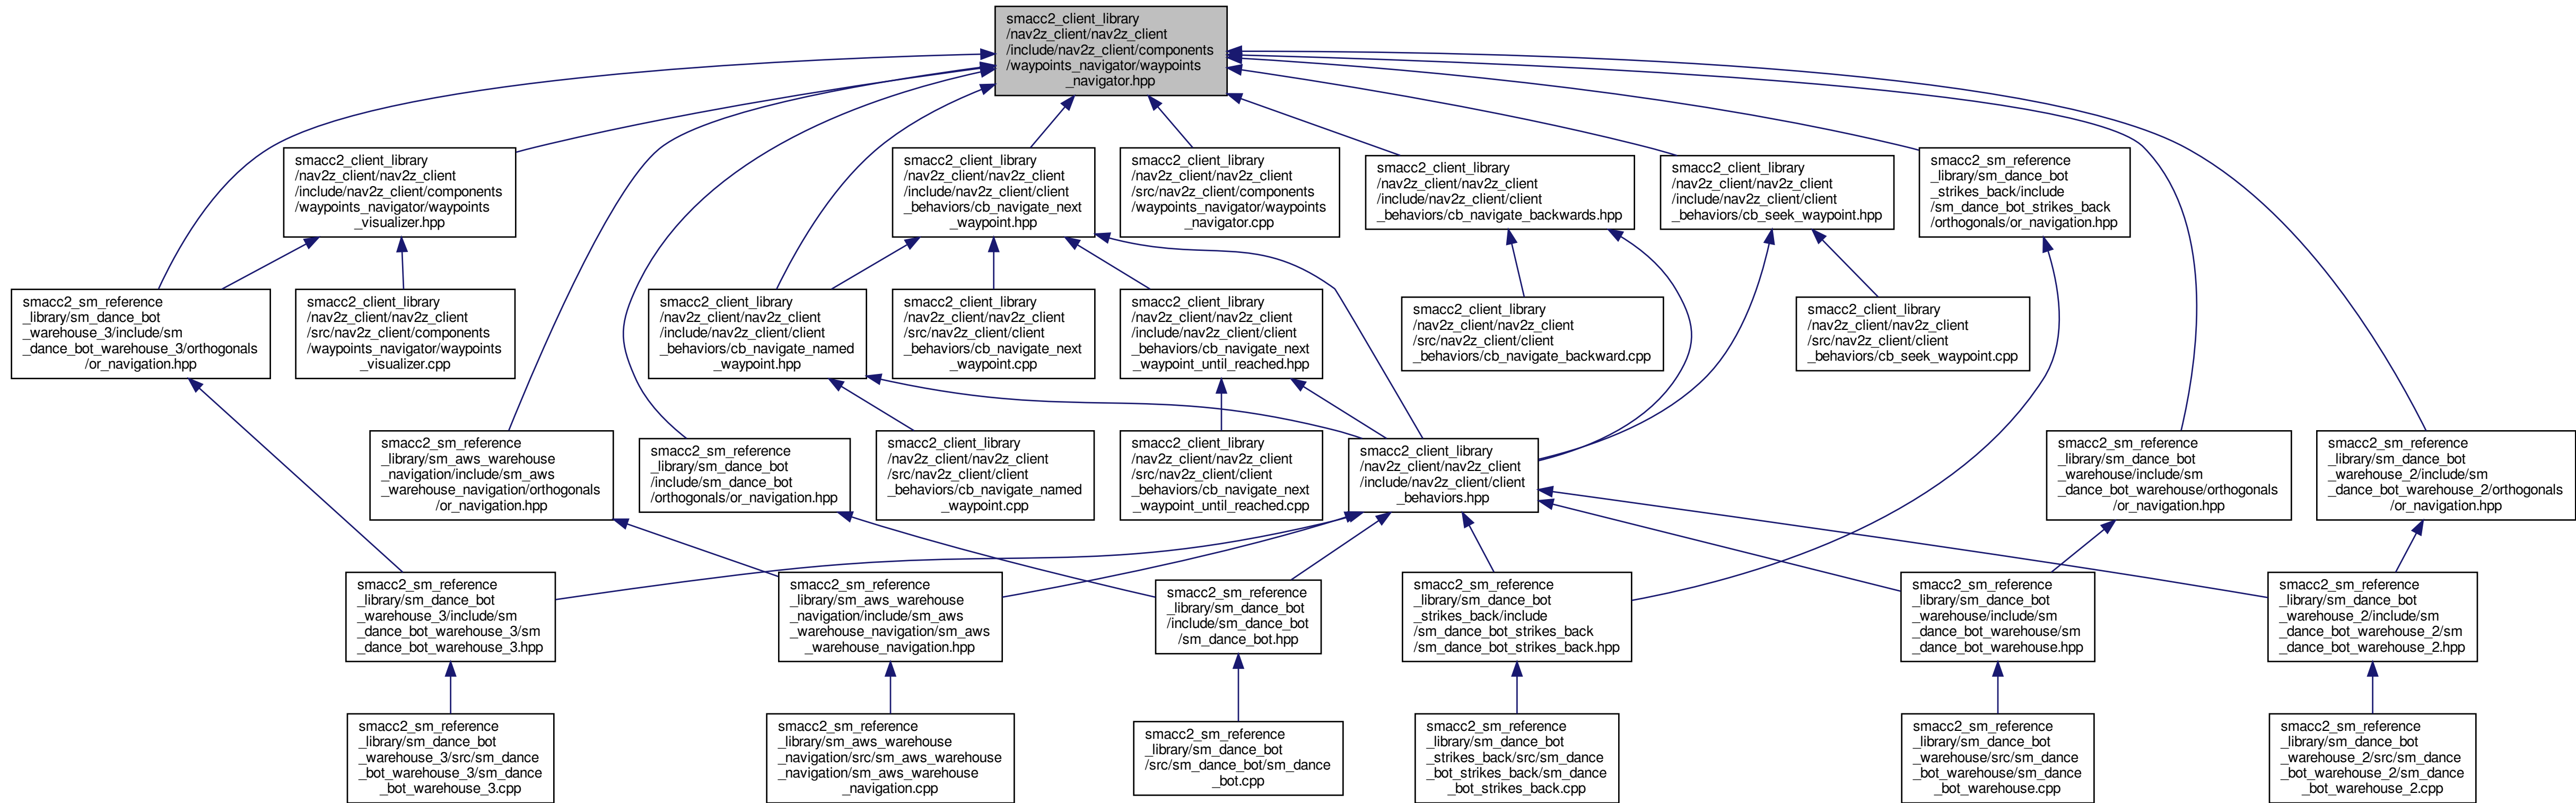 smacc2_client_library
/nav2z_client/nav2z_client
/include/nav2z_client/components
/waypoints_navigator/waypoints
_navigator.hpp
smacc2_client_library
/nav2z_client/nav2z_client
/include/nav2z_client/components
/waypoints_navigator/waypoints
_visualizer.hpp
smacc2_client_library
/nav2z_client/nav2z_client
/include/nav2z_client/client
_behaviors/cb_navigate_next
_waypoint.hpp
smacc2_client_library
/nav2z_client/nav2z_client
/src/nav2z_client/components
/waypoints_navigator/waypoints
_navigator.cpp
smacc2_client_library
/nav2z_client/nav2z_client
/include/nav2z_client/client
_behaviors/cb_navigate_backwards.hpp
smacc2_client_library
/nav2z_client/nav2z_client
/include/nav2z_client/client
_behaviors/cb_seek_waypoint.hpp
smacc2_sm_reference
_library/sm_dance_bot
_strikes_back/include
/sm_dance_bot_strikes_back
/orthogonals/or_navigation.hpp
smacc2_sm_reference
_library/sm_dance_bot
_warehouse_3/include/sm
_dance_bot_warehouse_3/orthogonals
/or_navigation.hpp
smacc2_client_library
/nav2z_client/nav2z_client
/src/nav2z_client/components
/waypoints_navigator/waypoints
_visualizer.cpp
smacc2_client_library
/nav2z_client/nav2z_client
/include/nav2z_client/client
_behaviors/cb_navigate_named
_waypoint.hpp
smacc2_client_library
/nav2z_client/nav2z_client
/src/nav2z_client/client
_behaviors/cb_navigate_next
_waypoint.cpp
smacc2_client_library
/nav2z_client/nav2z_client
/include/nav2z_client/client
_behaviors/cb_navigate_next
_waypoint_until_reached.hpp
smacc2_client_library
/nav2z_client/nav2z_client
/src/nav2z_client/client
_behaviors/cb_navigate_backward.cpp
smacc2_client_library
/nav2z_client/nav2z_client
/src/nav2z_client/client
_behaviors/cb_seek_waypoint.cpp
smacc2_sm_reference
_library/sm_aws_warehouse
_navigation/include/sm_aws
_warehouse_navigation/orthogonals
/or_navigation.hpp
smacc2_sm_reference
_library/sm_dance_bot
/include/sm_dance_bot
/orthogonals/or_navigation.hpp
smacc2_client_library
/nav2z_client/nav2z_client
/src/nav2z_client/client
_behaviors/cb_navigate_named
_waypoint.cpp
smacc2_client_library
/nav2z_client/nav2z_client
/src/nav2z_client/client
_behaviors/cb_navigate_next
_waypoint_until_reached.cpp
smacc2_client_library
/nav2z_client/nav2z_client
/include/nav2z_client/client
_behaviors.hpp
smacc2_sm_reference
_library/sm_dance_bot
_warehouse/include/sm
_dance_bot_warehouse/orthogonals
/or_navigation.hpp
smacc2_sm_reference
_library/sm_dance_bot
_warehouse_2/include/sm
_dance_bot_warehouse_2/orthogonals
/or_navigation.hpp
smacc2_sm_reference
_library/sm_dance_bot
_warehouse_3/include/sm
_dance_bot_warehouse_3/sm
_dance_bot_warehouse_3.hpp
smacc2_sm_reference
_library/sm_aws_warehouse
_navigation/include/sm_aws
_warehouse_navigation/sm_aws
_warehouse_navigation.hpp
smacc2_sm_reference
_library/sm_dance_bot
/include/sm_dance_bot
/sm_dance_bot.hpp
smacc2_sm_reference
_library/sm_dance_bot
_strikes_back/include
/sm_dance_bot_strikes_back
/sm_dance_bot_strikes_back.hpp
smacc2_sm_reference
_library/sm_dance_bot
_warehouse/include/sm
_dance_bot_warehouse/sm
_dance_bot_warehouse.hpp
smacc2_sm_reference
_library/sm_dance_bot
_warehouse_2/include/sm
_dance_bot_warehouse_2/sm
_dance_bot_warehouse_2.hpp
smacc2_sm_reference
_library/sm_dance_bot
_warehouse_3/src/sm_dance
_bot_warehouse_3/sm_dance
_bot_warehouse_3.cpp
smacc2_sm_reference
_library/sm_aws_warehouse
_navigation/src/sm_aws_warehouse
_navigation/sm_aws_warehouse
_navigation.cpp
smacc2_sm_reference
_library/sm_dance_bot
/src/sm_dance_bot/sm_dance
_bot.cpp
smacc2_sm_reference
_library/sm_dance_bot
_strikes_back/src/sm_dance
_bot_strikes_back/sm_dance
_bot_strikes_back.cpp
smacc2_sm_reference
_library/sm_dance_bot
_warehouse/src/sm_dance
_bot_warehouse/sm_dance
_bot_warehouse.cpp
smacc2_sm_reference
_library/sm_dance_bot
_warehouse_2/src/sm_dance
_bot_warehouse_2/sm_dance
_bot_warehouse_2.cpp